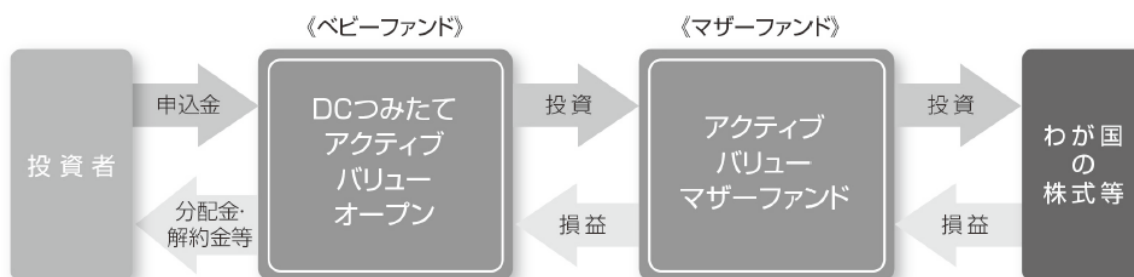 《ベビーファンド》
《マザーファンド》
投資者
申込金
分配金・
解約金等
DCつみたて
アクティブ
バリュー
オープン
投資
損益
アクティブ
バリュー
マザーファンド
投資
損益
わが国
の
株式等